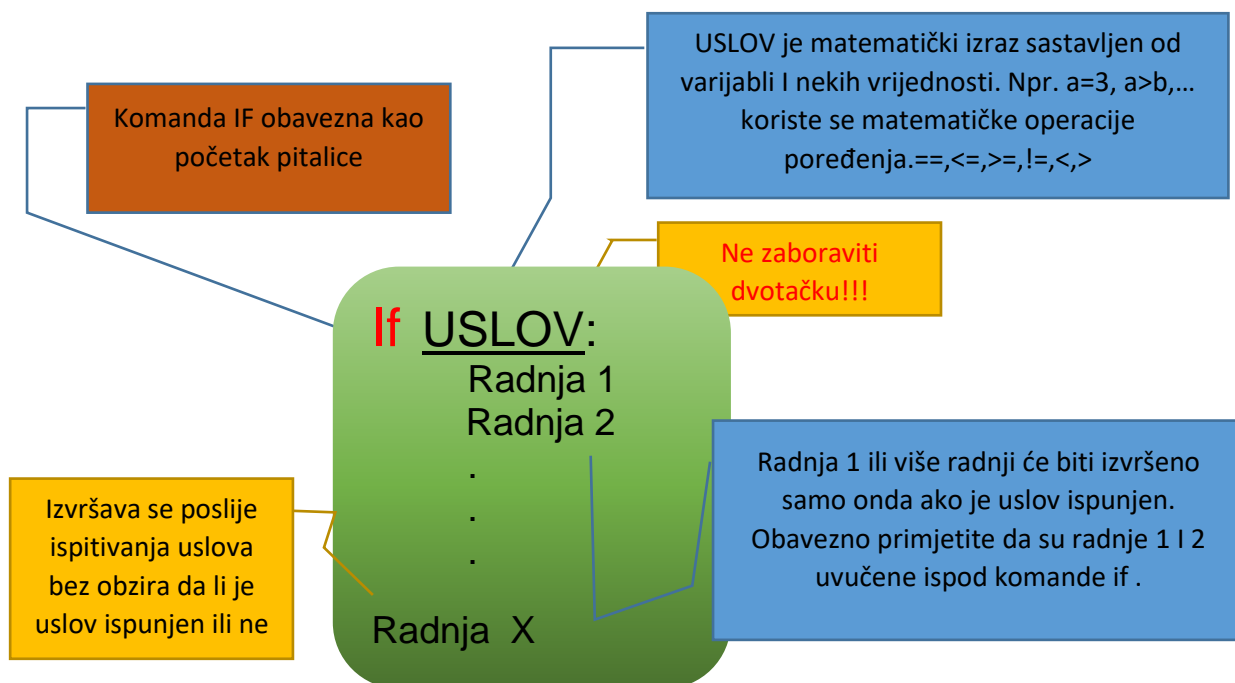 USLOV je matematički izraz sastavljen od
varijabli I nekih vrijednosti. Npr. a=3, a>b,…
koriste se matematičke operacije
poređenja.==,<=,>=,!=,<,>
Komanda IF obavezna kao
početak pitalice
Ne zaboraviti
dvotačku!!!
If USLOV:
Radnja 1
Radnja 2
.
.
.
Radnja X
Radnja 1 ili više radnji će biti izvršeno
samo onda ako je uslov ispunjen.
Obavezno primjetite da su radnje 1 I 2
uvučene ispod komande if .
Izvršava se poslije
ispitivanja uslova
bez obzira da li je
uslov ispunjen ili ne